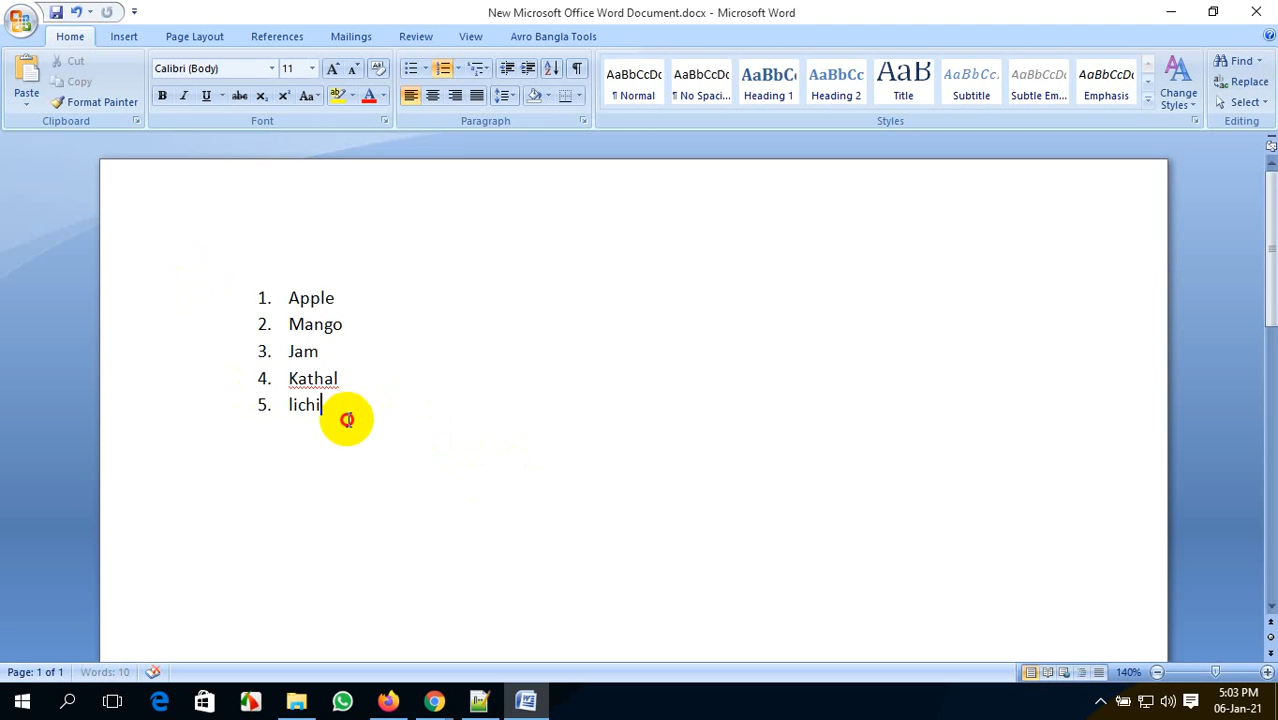 New Microsoft Office Word Document.docx - Microsoft Word
Home Insert Page Layout References Mailings Review View Avro Bangla Tools
Paste
Cut
Copy
Format Painter
Clipboard
Calibri (Body) 11
B I U abc x₂ x² Aa
Font
Paragraph
AaBbCcDc AaBbCcDc AaBbCc AaBbCc AaB AaBbCc. AaBbCcDc AaBbCcDc
¶ Normal ¶ No Spaci... Heading 1 Heading 2 Title Subtitle Subtle Em... Emphasis
Change
Styles
Styles
Find
Replace
Select
Editing
1. Apple
2. Mango
3. Jam
4. Kathal
5. lichi
Page: 1 of 1 Words: 10 140%
5:03 PM
06-Jan-21